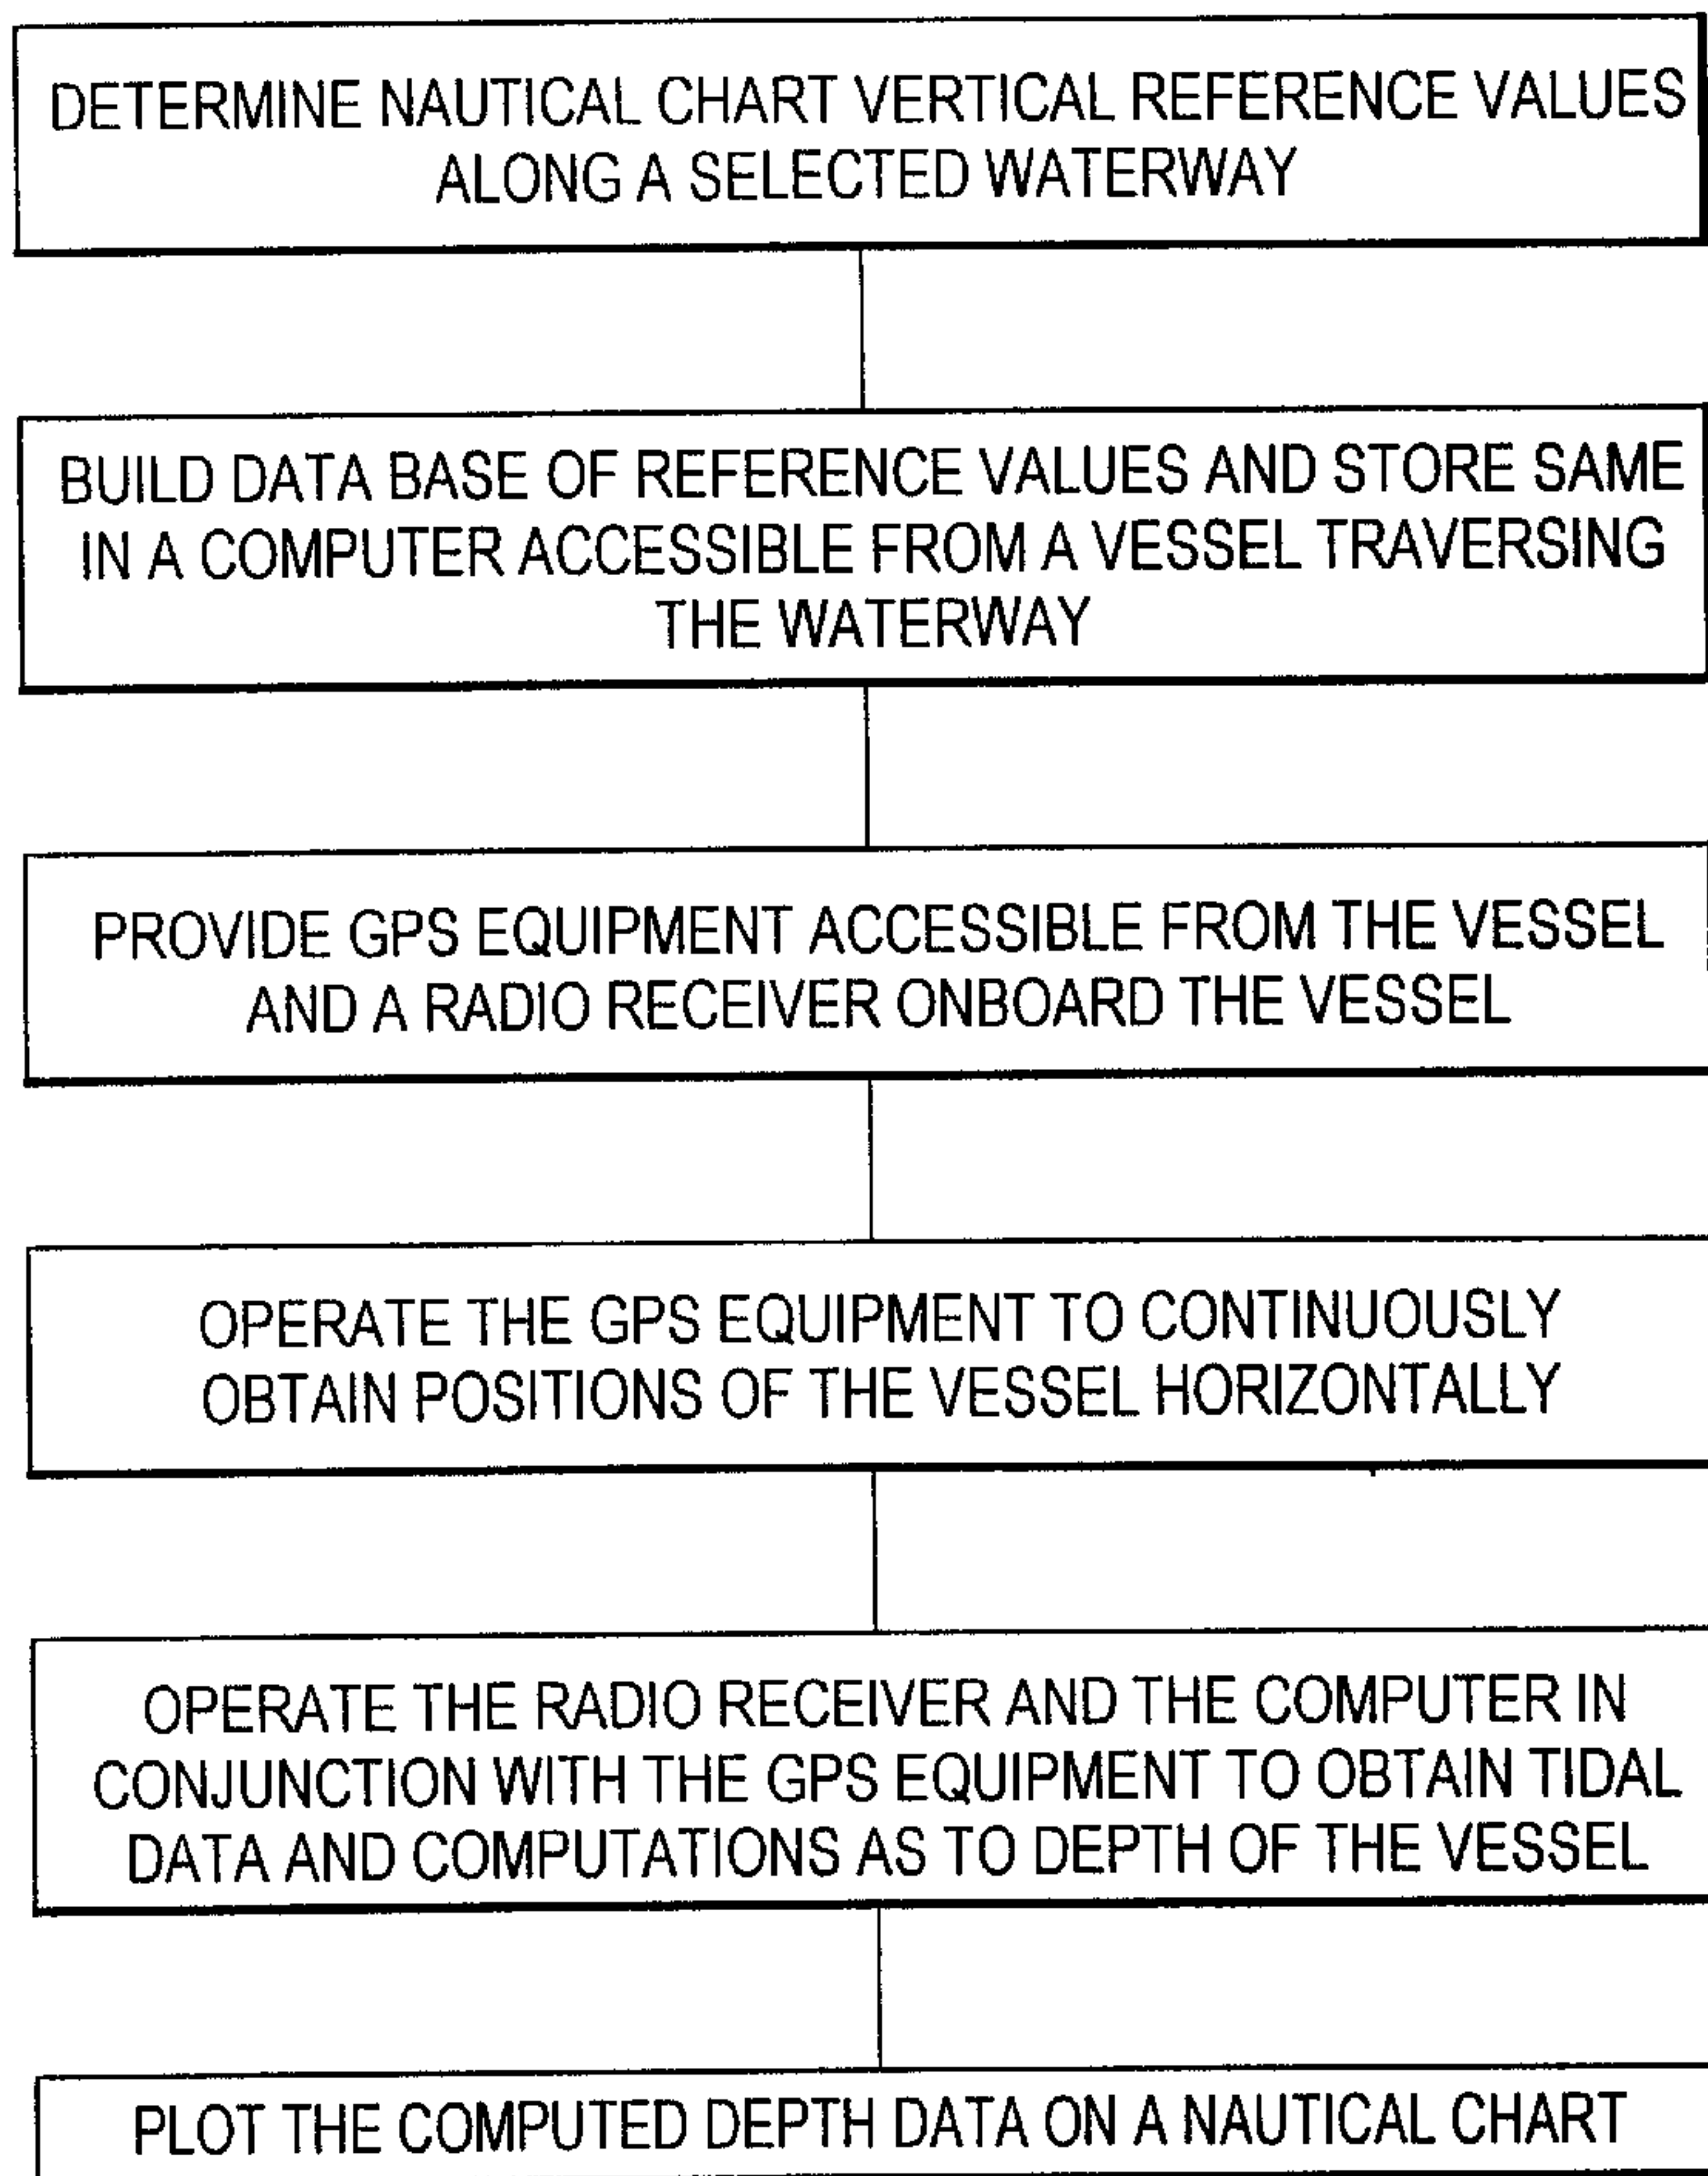 DETERMINE NAUTICAL CHART VERTICAL REFERENCE VALUES
ALONG A SELECTED WATERWAY
BUILD DATA BASE OF REFERENCE VALUES AND STORE SAME
IN A COMPUTER ACCESSIBLE FROM A VESSEL TRAVERSING
THE WATERWAY
PROVIDE GPS EQUIPMENT ACCESSIBLE FROM THE VESSEL
AND A RADIO RECEIVER ONBOARD THE VESSEL
OPERATE THE GPS EQUIPMENT TO CONTINUOUSLY
OBTAIN POSITIONS OF THE VESSEL HORIZONTALLY
OPERATE THE RADIO RECEIVER AND THE COMPUTER IN
CONJUNCTION WITH THE GPS EQUIPMENT TO OBTAIN TIDAL
DATA AND COMPUTATIONS AS TO DEPTH OF THE VESSEL
PLOT THE COMPUTED DEPTH DATA ON A NAUTICAL CHART